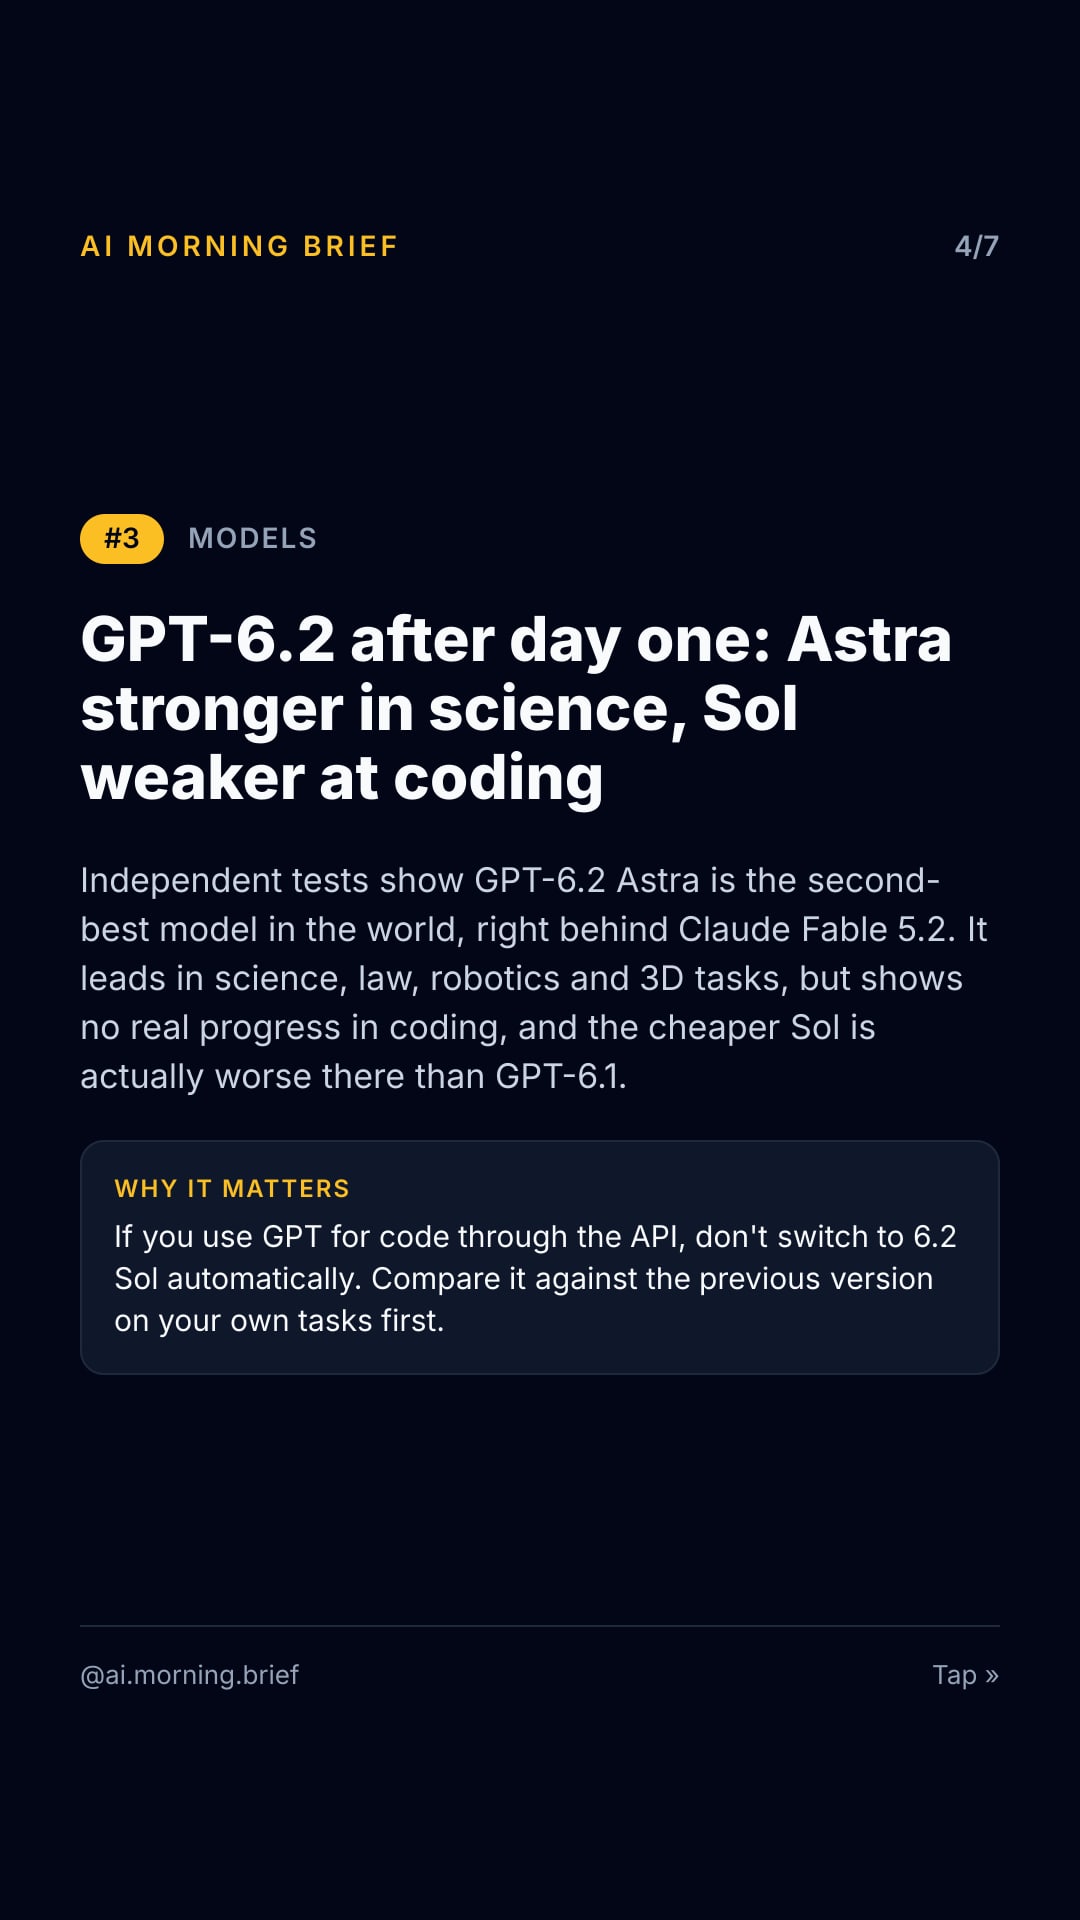 AI MORNING BRIEF
4/7
#3 MODELS
GPT-6.2 after day one: Astra
stronger in science, Sol
weaker at coding
Independent tests show GPT-6.2 Astra is the second-
best model in the world, right behind Claude Fable 5.2. It
leads in science, law, robotics and 3D tasks, but shows
no real progress in coding, and the cheaper Sol is
actually worse there than GPT-6.1.
WHY IT MATTERS
If you use GPT for code through the API, don't switch to 6.2
Sol automatically. Compare it against the previous version
on your own tasks first.
@ai.morning.brief
Tap »